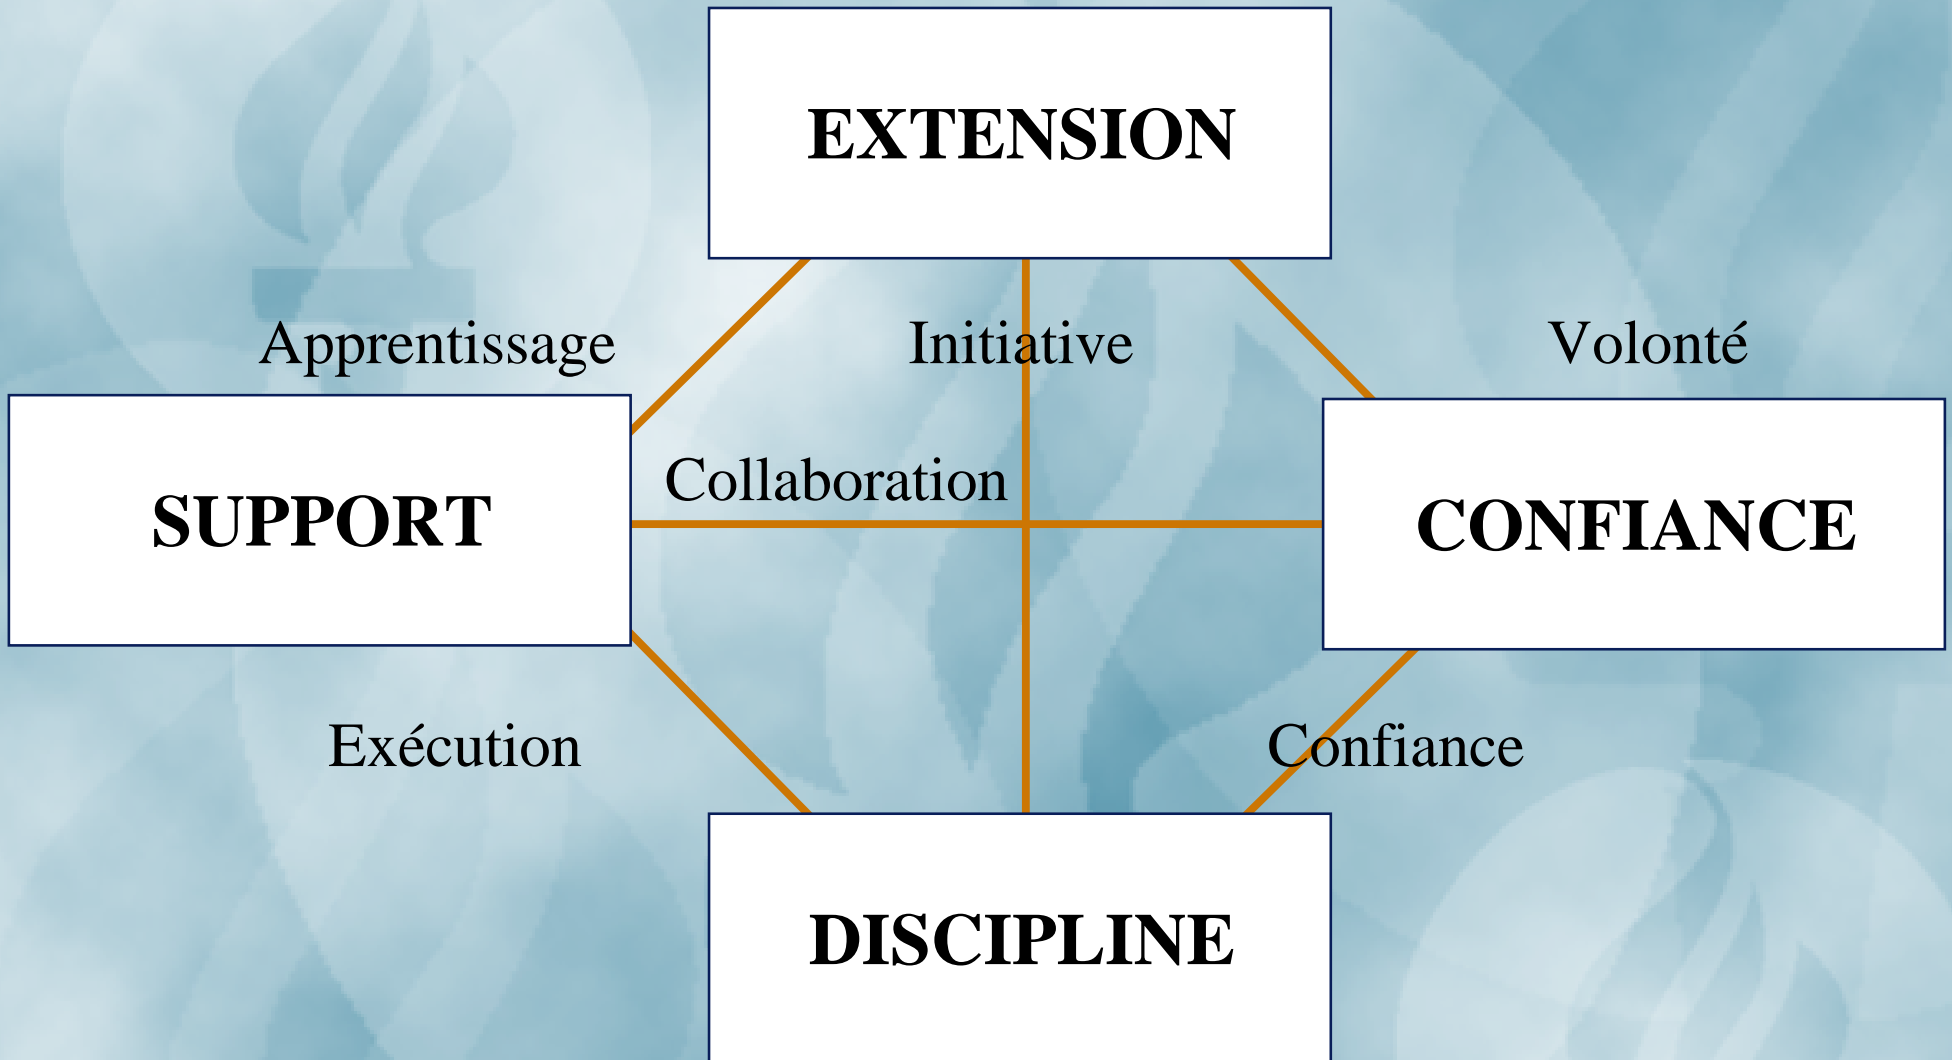 EXTENSION
Apprentissage
Initiative
Volonté
Collaboration
SUPPORT
CONFIANCE
Exécution
Confiance
DISCIPLINE